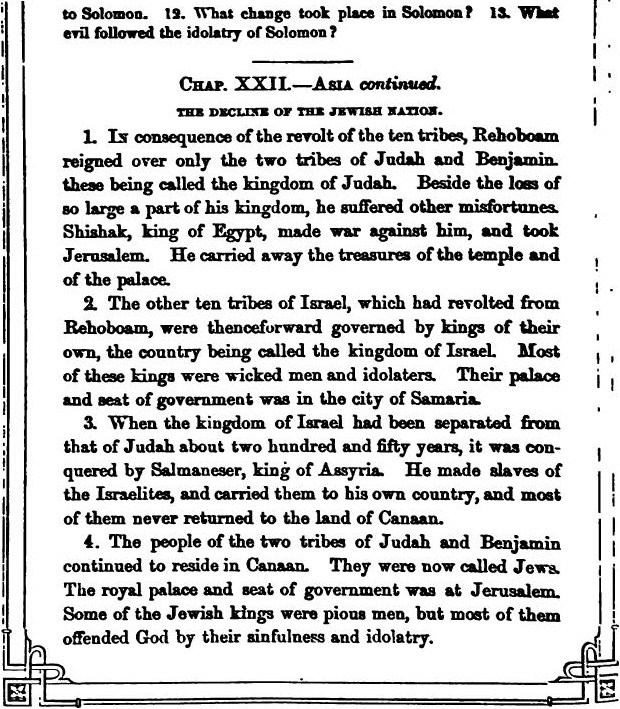 to Solomon. 12. What change took place in Solomon? 13. What
evil followed the idolatry of Solomon?
CHAP. XXII.—ASIA continued.
THE DECLINE OF THE JEWISH NATION.
1. IN consequence of the revolt of the ten tribes, Rehoboam
reigned over only the two tribes of Judah and Benjamin.
these being called the kingdom of Judah. Beside the loss of
so large a part of his kingdom, he suffered other misfortunes.
Shishak, king of Egypt, made war against him, and took
Jerusalem. He carried away the treasures of the temple and
of the palace.
2. The other ten tribes of Israel, which had revolted from
Rehoboam, were thenceforward governed by kings of their
own, the country being called the kingdom of Israel. Most
of these kings were wicked men and idolaters. Their palace
and seat of government was in the city of Samaria.
3. When the kingdom of Israel had been separated from
that of Judah about two hundred and fifty years, it was con-
quered by Salmaneser, king of Assyria. He made slaves of
the Israelites, and carried them to his own country, and most
of them never returned to the land of Canaan.
4. The people of the two tribes of Judah and Benjamin
continued to reside in Canaan. They were now called Jews.
The royal palace and seat of government was at Jerusalem.
Some of the Jewish kings were pious men, but most of them
offended God by their sinfulness and idolatry.